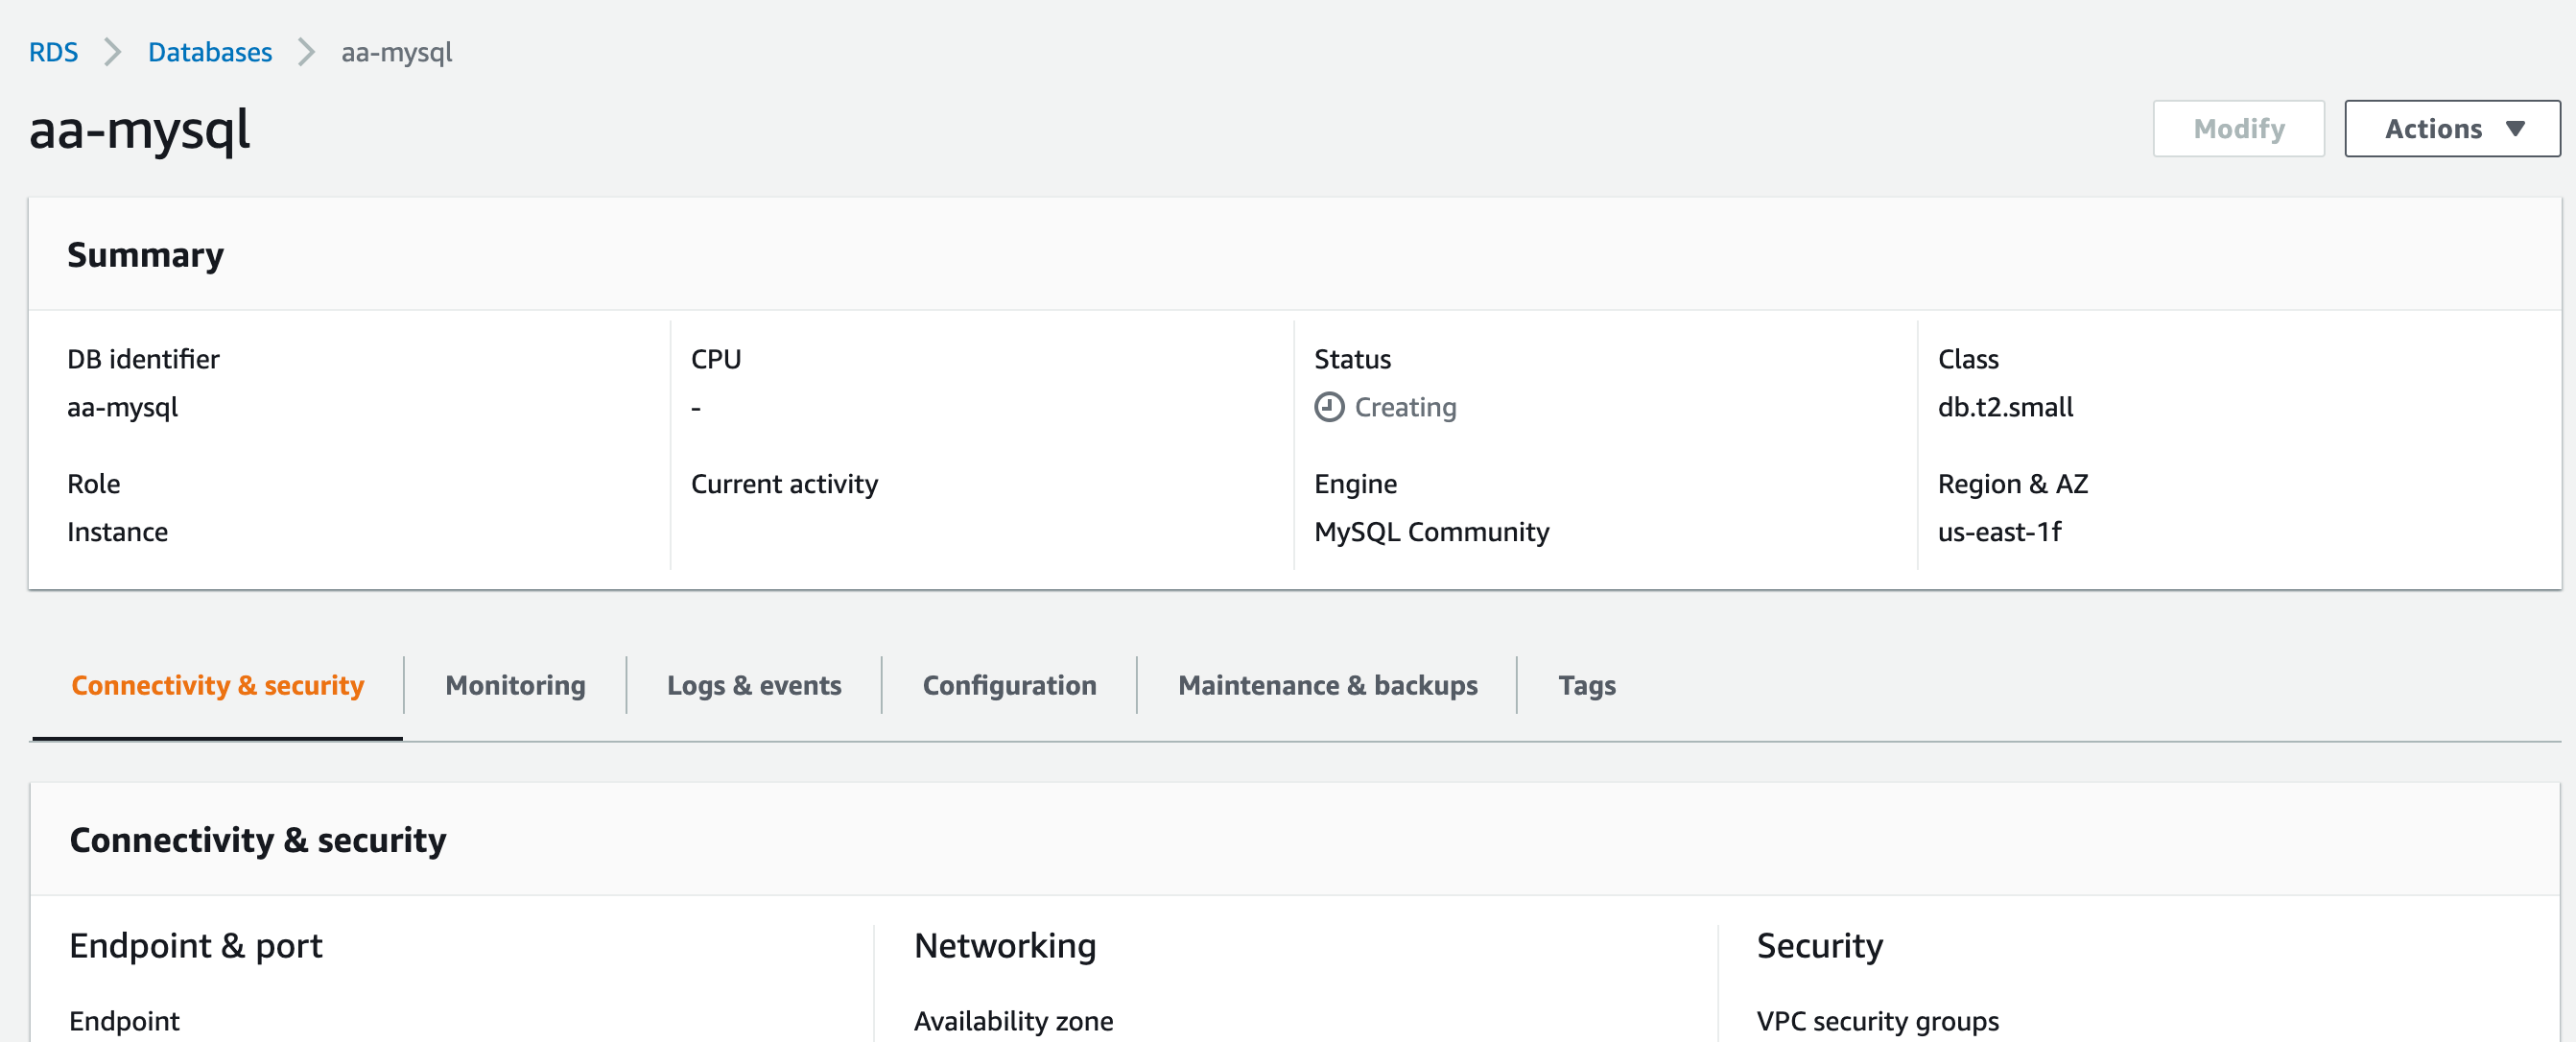 RDS > Databases > aa-mysql
aa-mysql
Modify
Actions
Summary
DB identifier
aa-mysql
CPU
-
Status
Creating
Class
db.t2.small
Role
Instance
Current activity
Engine
MySQL Community
Region & AZ
us-east-1f
Connectivity & security
Monitoring
Logs & events
Configuration
Maintenance & backups
Tags
Connectivity & security
Endpoint & port
Endpoint
Networking
Availability zone
Security
VPC security groups